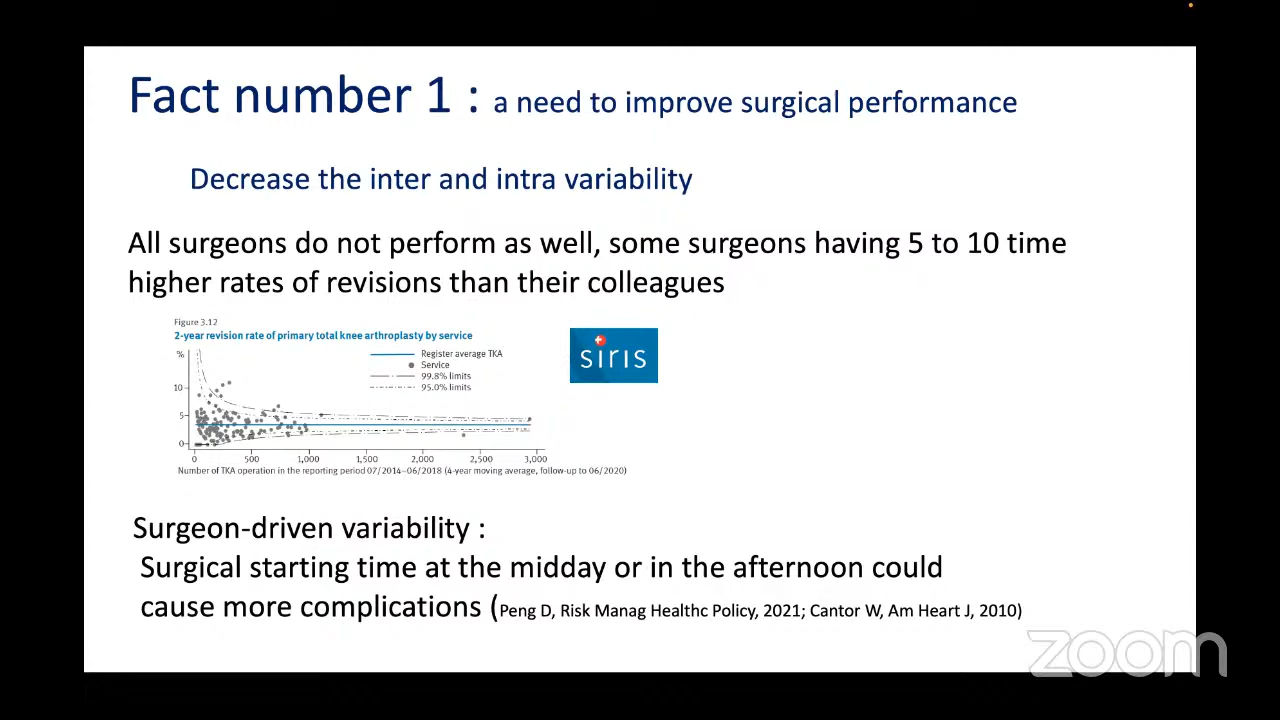 Fact number 1 : a need to improve surgical performance
Decrease the inter and intra variability
All surgeons do not perform as well, some surgeons having 5 to 10 time
higher rates of revisions than their colleagues
Figure 3.12
2-year revision rate of primary total knee arthroplasty by service
%
10
5
0
Register average TKA
Service
99.8% limits
95.0% limits
0 500 1,000 1,500 2,000 2,500 3,000
Number of TKA operation in the reporting period 07/2014–06/2018 (4-year moving average, follow-up to 06/2020)
siris
Surgeon-driven variability :
Surgical starting time at the midday or in the afternoon could
cause more complications (Peng D, Risk Manag Healthc Policy, 2021; Cantor W, Am Heart J, 2010)
zoom